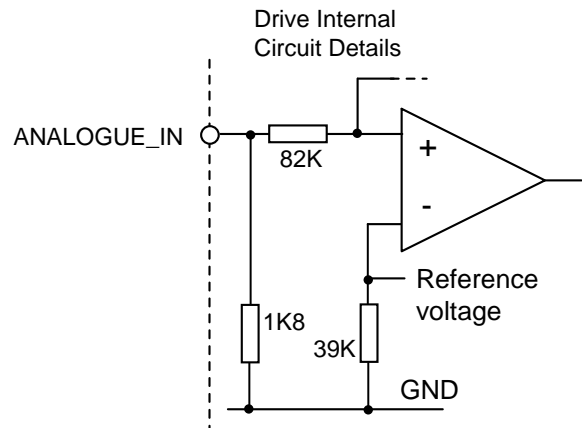 Drive Internal
Circuit Details
ANALOGUE_IN
82K
+
-
Reference
voltage
1K8
39K
GND